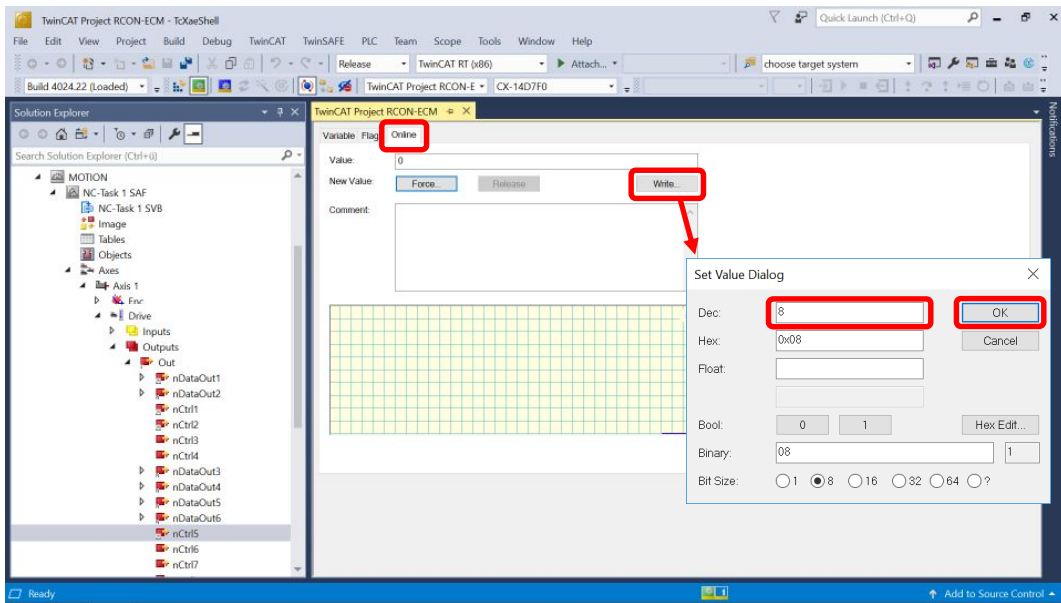 TwinCAT Project RCON-ECM - TcXaeShell
Quick Launch (Ctrl+Q)
File Edit View Project Build Debug TwinCAT TwinSAFE PLC Team Scope Tools Window Help
Release TwinCAT RT (x86) Attach... choose target system
Build 4024.22 (Loaded) TwinCAT Project RCON-E CX-14D7F0
Solution Explorer
TwinCAT Project RCON-ECM
Notifications
Search Solution Explorer (Ctrl+ü)
Variable Flag Online
Value: 0
New Value: Force... Release Write...
Comment:
MOTION
NC-Task 1 SAF
NC-Task 1 SVB
Image
Tables
Objects
Axes
Axis 1
Enc
Drive
Inputs
Outputs
Out
nDataOut1
nDataOut2
nCtrl1
nCtrl2
nCtrl3
nCtrl4
nDataOut3
nDataOut4
nDataOut5
nDataOut6
nCtrl5
nCtrl6
nCtrl7
Set Value Dialog
Dec: 8 OK
Hex: 0x08 Cancel
Float:
Bool: 0 1 Hex Edit...
Binary: 08 1
Bit Size: 1 8 16 32 64 ?
Ready 1 Add to Source Control